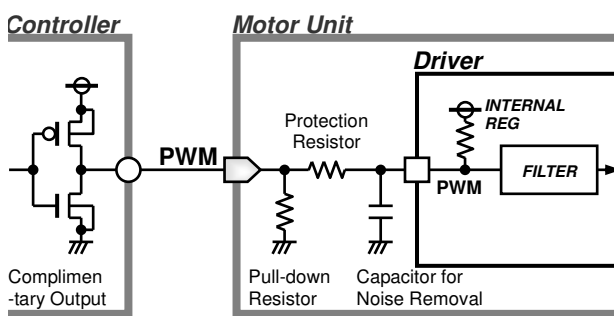 Controller
Motor Unit
Driver
INTERNAL
REG
Protection
Resistor
PWM
PWM
FILTER
Complimen
-tary Output
Pull-down
Resistor
Capacitor for
Noise Removal